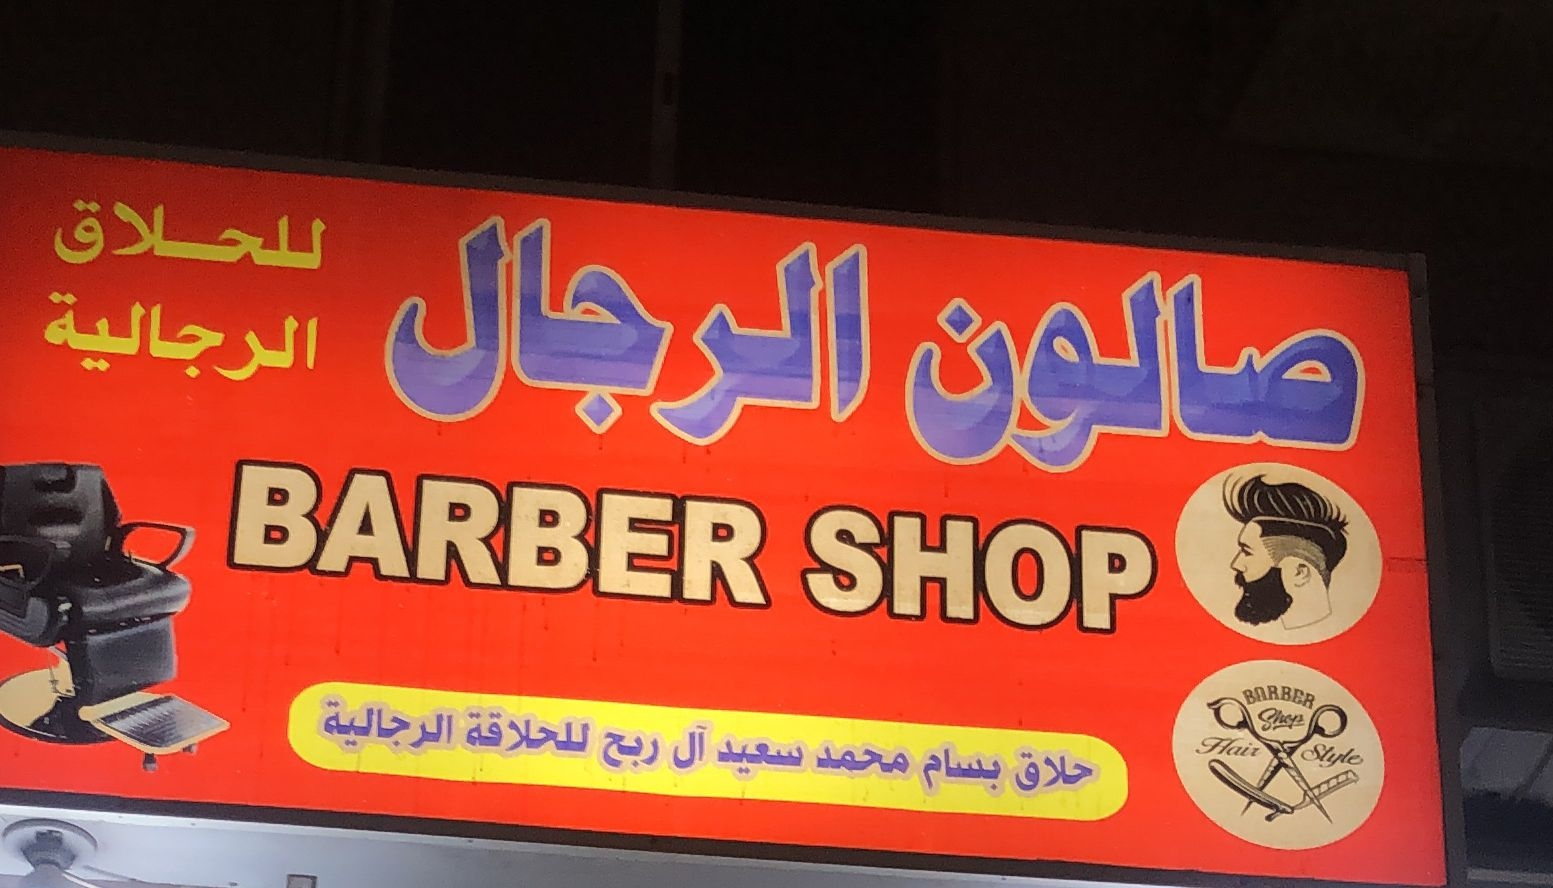 صالون الرجال
للحلاق
الرجالية
BARBER SHOP
حلاق بسام محمد سعيد آل ربح للحلاقة الرجالية
BARBER
Shop
Hair Style